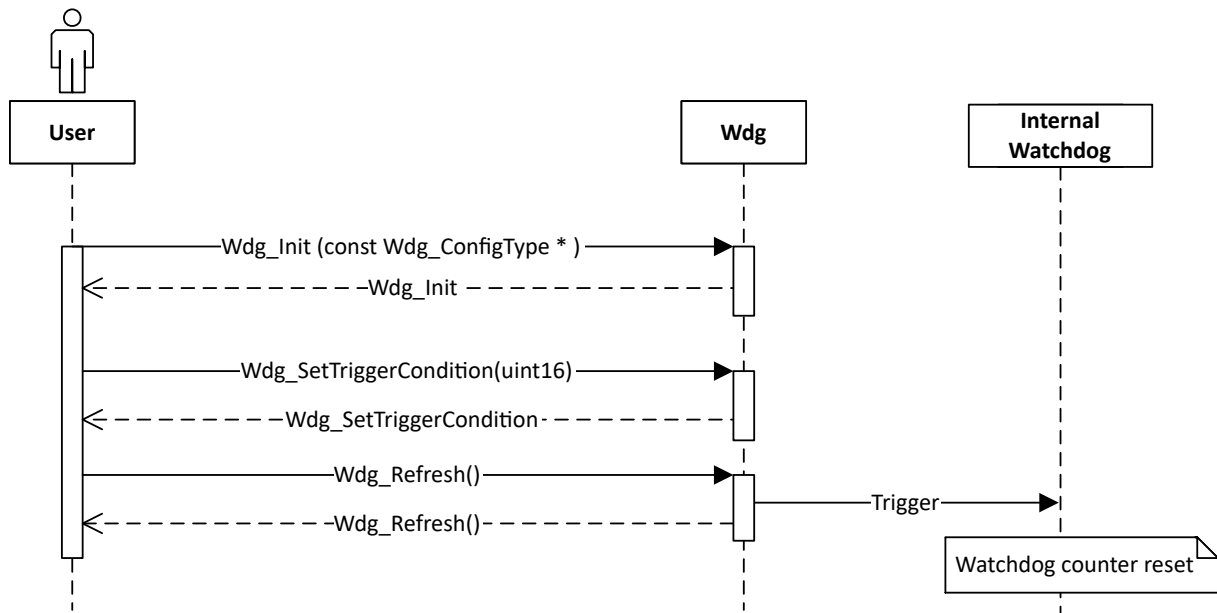 User
Wdg
Internal
Watchdog
Wdg_Init (const Wdg_ConfigType * )
Wdg_Init
Wdg_SetTriggerCondition(uint16)
Wdg_SetTriggerCondition
Wdg_Refresh()
Trigger
Wdg_Refresh()
Watchdog counter reset